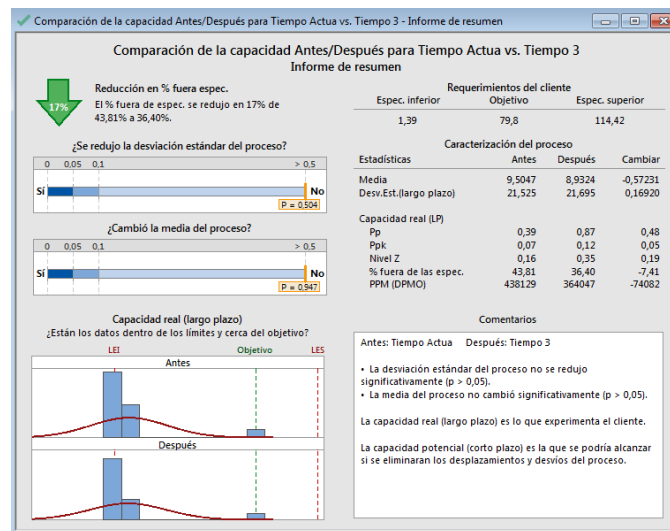 Comparación de la capacidad Antes/Después para Tiempo Actua vs. Tiempo 3 - Informe de resumen
Comparación de la capacidad Antes/Después para Tiempo Actua vs. Tiempo 3
Informe de resumen
17%
Reducción en % fuera espec.
El % fuera de espec. se redujo en 17% de
43,81% a 36,40%.
¿Se redujo la desviación estándar del proceso?
0 0,05 0,1 > 0,5
Sí No
P = 0,504
¿Cambió la media del proceso?
0 0,05 0,1 > 0,5
Sí No
P = 0,947
Requerimientos del cliente
Espec. inferior Objetivo Espec. superior
1,39 79,8 114,42
Caracterización del proceso
Estadísticas Antes Después Cambiar
Media 9,5047 8,9324 -0,57231
Desv.Est.(largo plazo) 21,525 21,695 0,16920
Capacidad real (LP)
Pp 0,39 0,87 0,48
Ppk 0,07 0,12 0,05
Nivel Z 0,16 0,35 0,19
% fuera de las espec. 43,81 36,40 -7,41
PPM (DPMO) 438129 364047 -74082
Capacidad real (largo plazo)
¿Están los datos dentro de los límites y cerca del objetivo?
LEI Objetivo LES
Antes
Después
Comentarios
Antes: Tiempo Actua Después: Tiempo 3
• La desviación estándar del proceso no se redujo
significativamente (p > 0,05).
• La media del proceso no cambió significativamente (p > 0,05).
La capacidad real (largo plazo) es lo que experimenta el cliente.
La capacidad potencial (corto plazo) es la que se podría alcanzar
si se eliminaran los desplazamientos y desvíos del proceso.